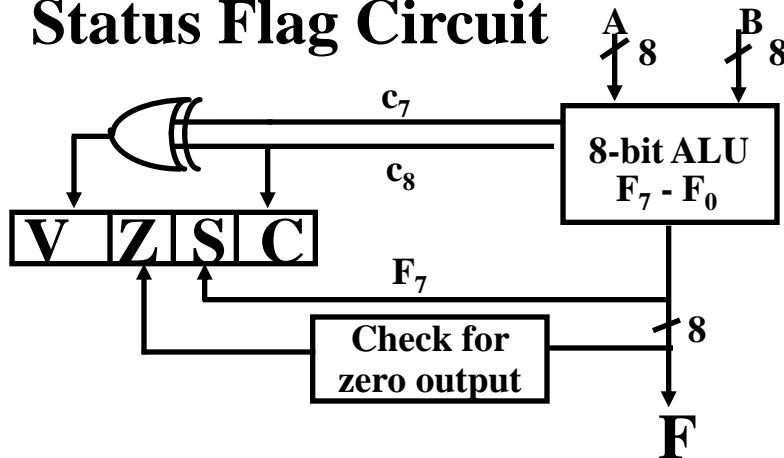 Status Flag Circuit
A
B
8
8
c₇
8-bit ALU
F₇ - F₀
c₈
V Z S C
F₇
8
Check for
zero output
F